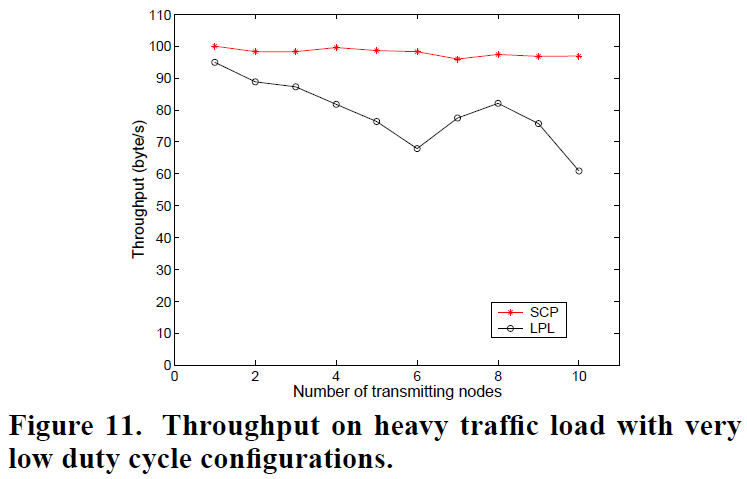 110
100
90
80
70
60
50
40
30
20
10
0
Throughput (byte/s)
SCP
LPL
0 2 4 6 8 10
Number of transmitting nodes
Figure 11. Throughput on heavy traffic load with very
low duty cycle configurations.